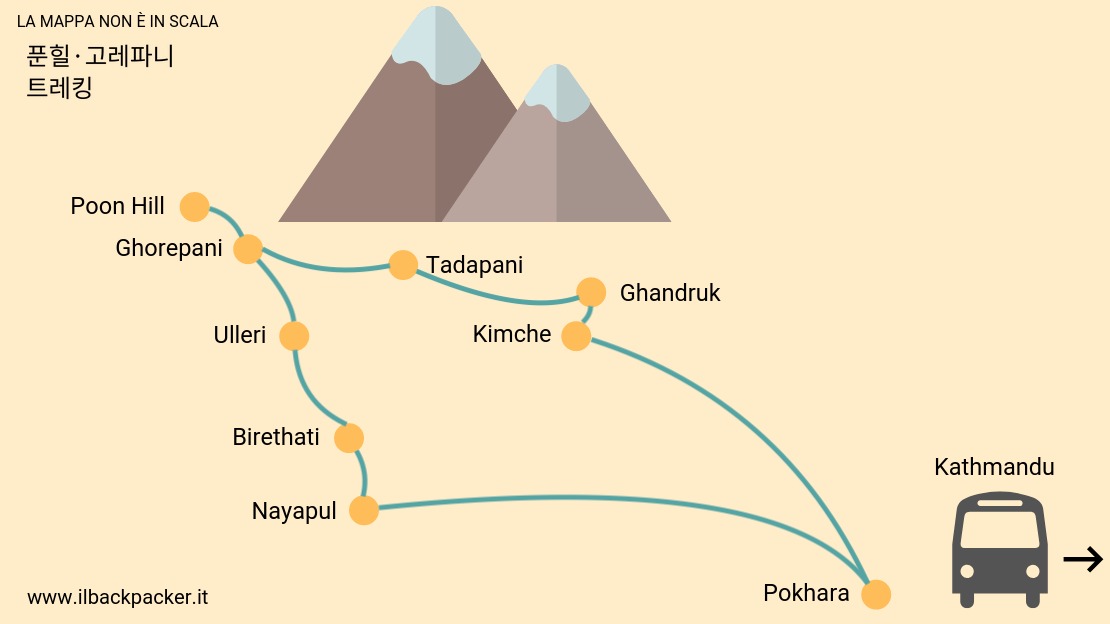 LA MAPPA NON È IN SCALA
푼힐·고레파니
트레킹
Poon Hill
Ghorepani
Tadapani
Ghandruk
Ulleri
Kimche
Birethati
Kathmandu
Nayapul
Pokhara
www.ilbackpacker.it